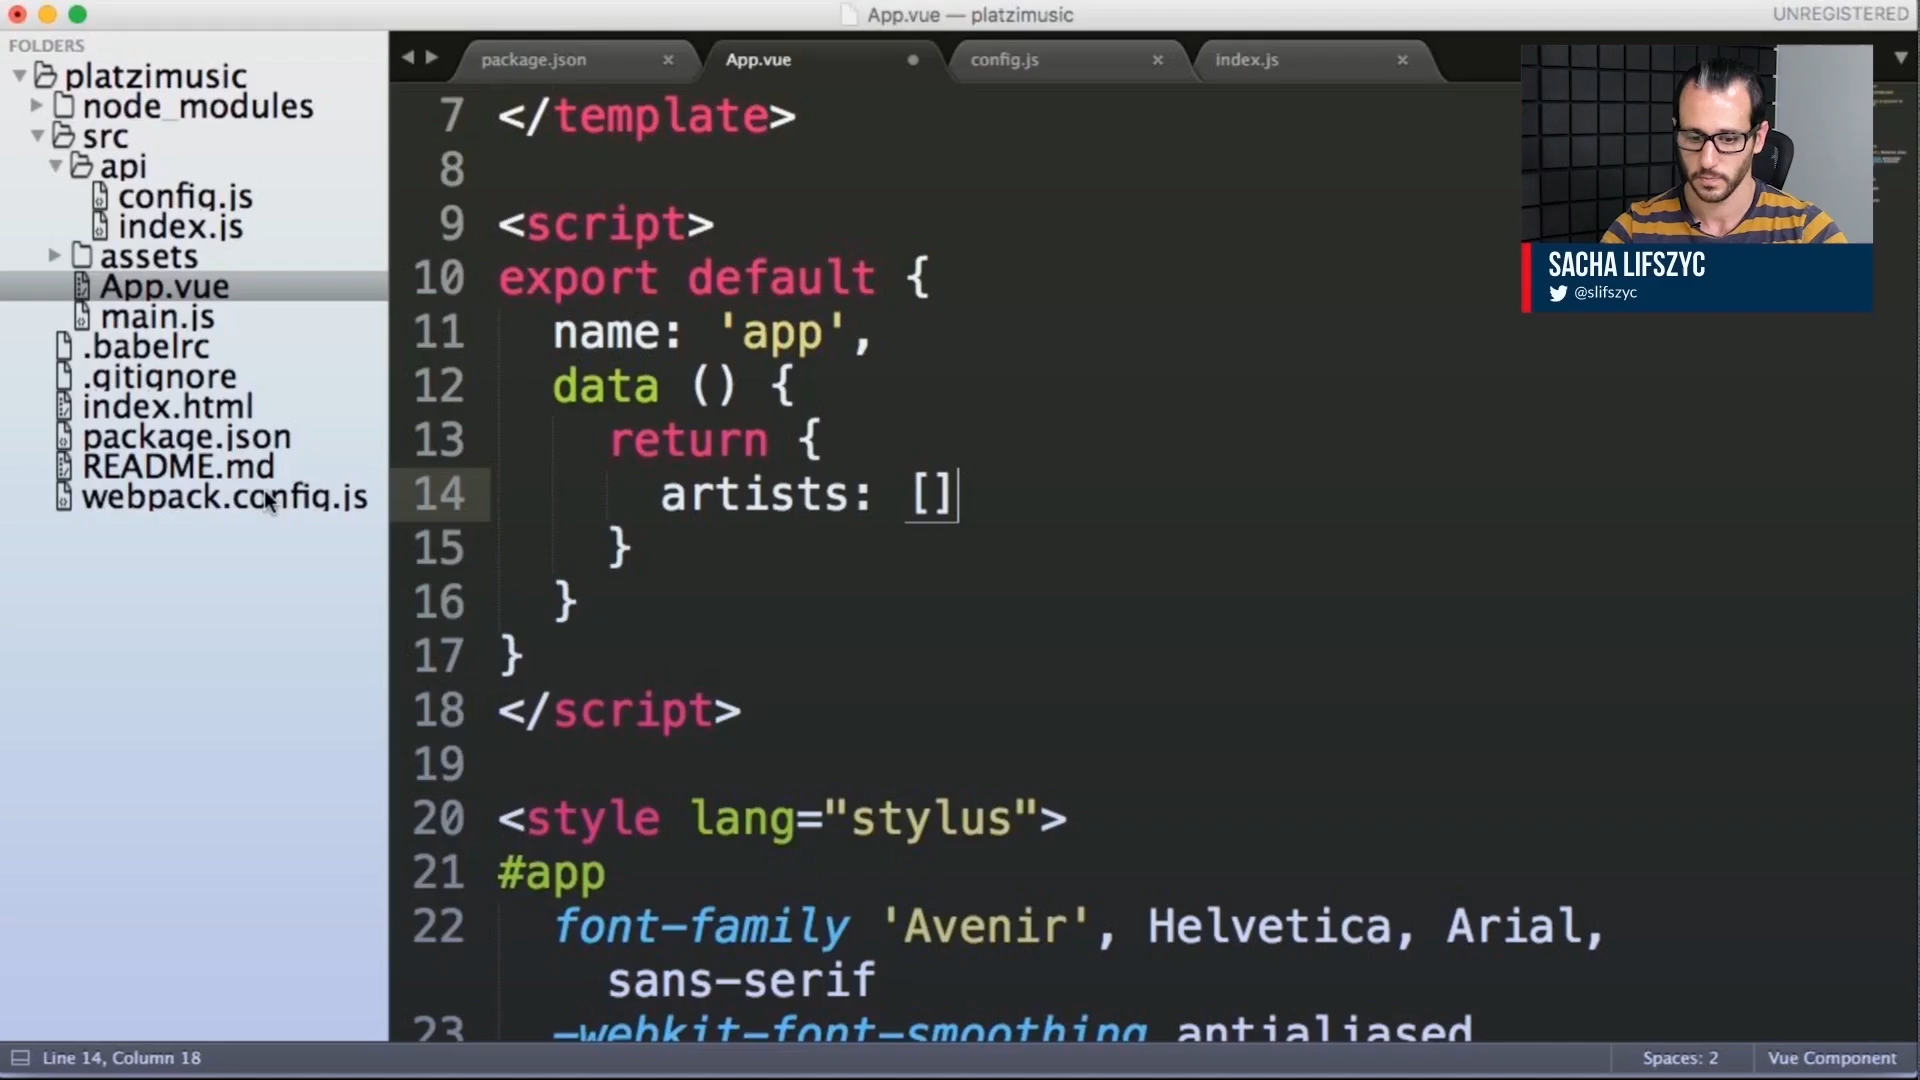 App.vue — platzimusic
UNREGISTERED
FOLDERS
platzimusic
node_modules
src
api
config.js
index.js
assets
App.vue
main.js
.babelrc
.gitignore
index.html
package.json
README.md
webpack.config.js
package.json
App.vue
config.js
index.js
7 </template>
8
9 <script>
10 export default {
11 name: 'app',
12 data () {
13 return {
14 artists: []
15 }
16 }
17 }
18 </script>
19
20 <style lang="stylus">
21 #app
22 font-family 'Avenir', Helvetica, Arial,
sans-serif
23 -webkit-font-smoothing antialiased
SACHA LIFSZYC
@slifszyc
Line 14, Column 18
Spaces: 2
Vue Component